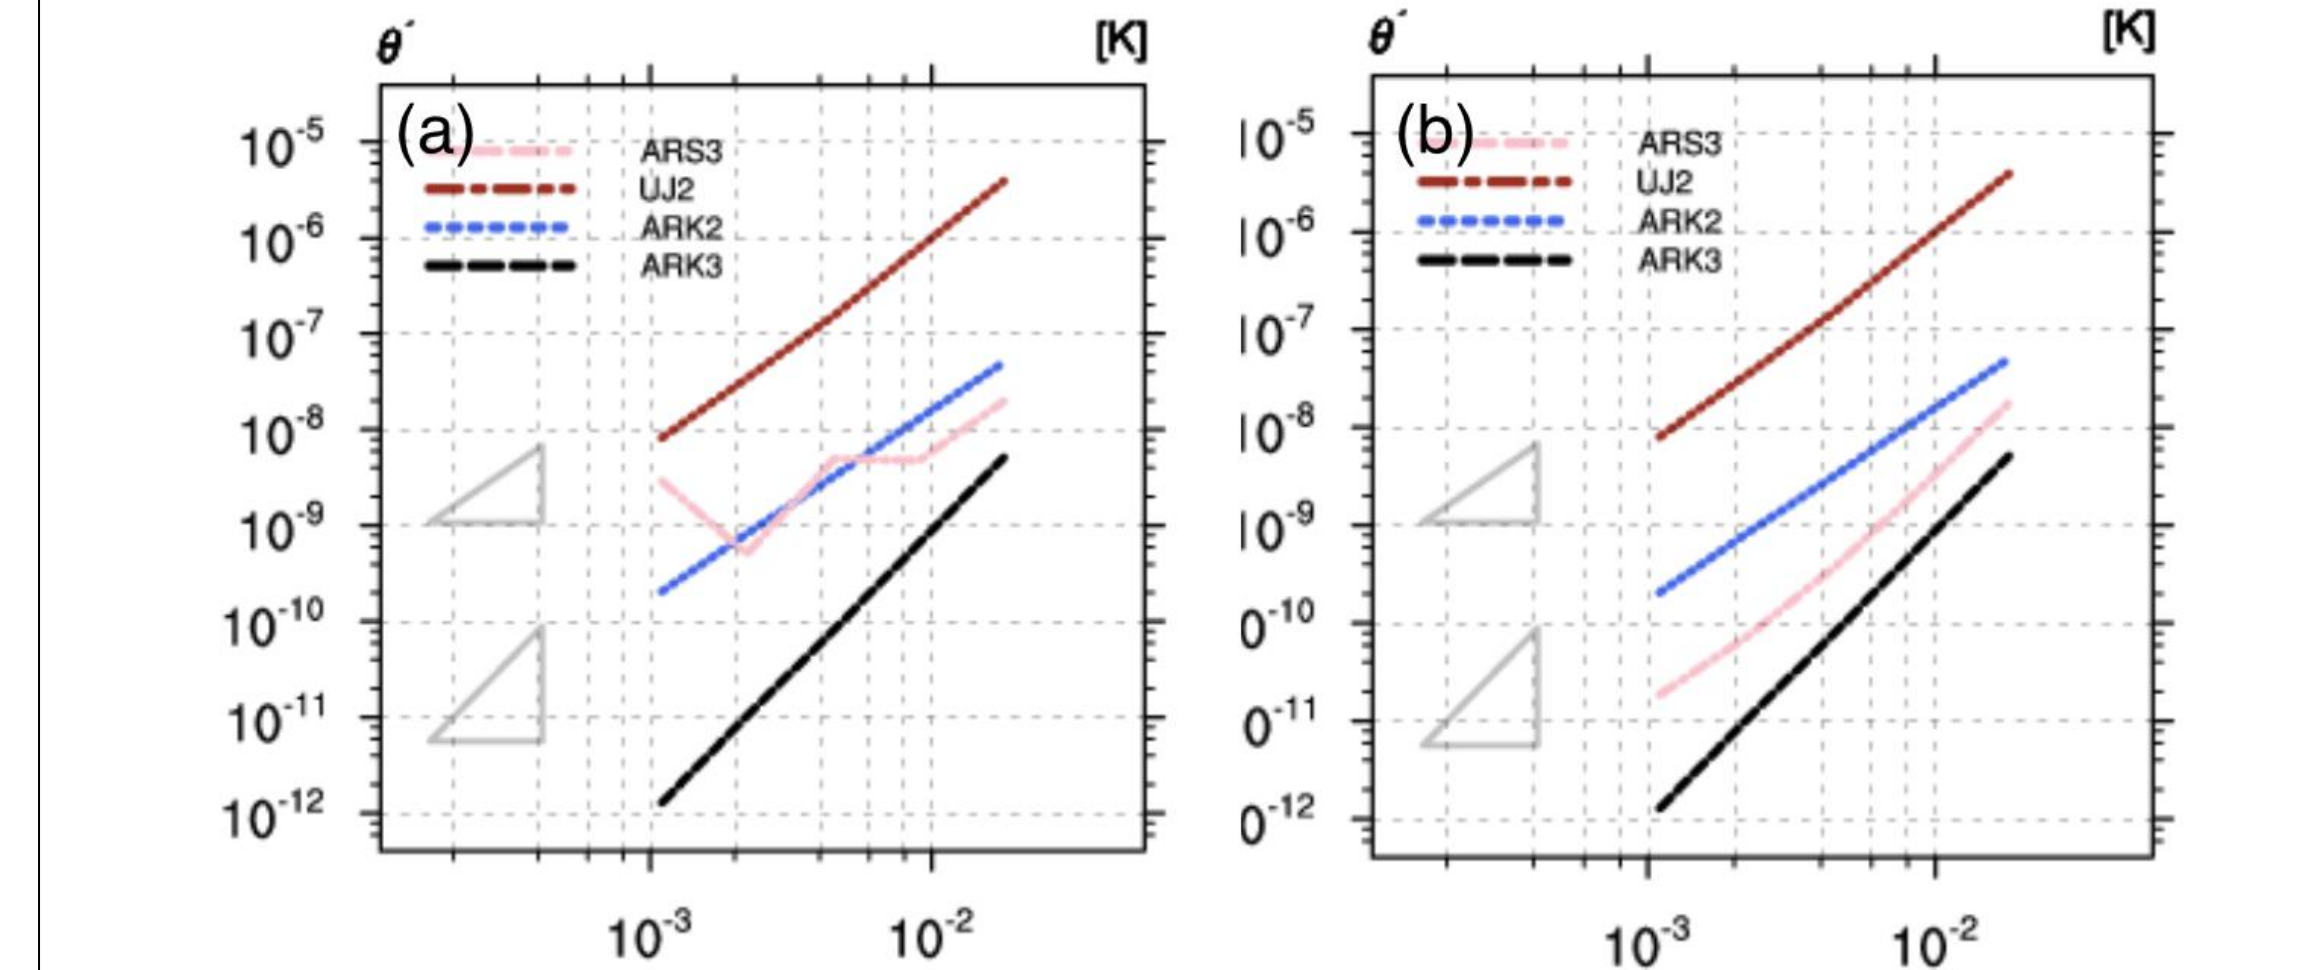 θ´ [K]
(a)
10⁻⁵
ARS3
UJ2
10⁻⁶
ARK2
ARK3
10⁻⁷
10⁻⁸
10⁻⁹
10⁻¹⁰
10⁻¹¹
10⁻¹²
10⁻³ 10⁻²
θ´ [K]
(b)
10⁻⁵
ARS3
UJ2
10⁻⁶
ARK2
ARK3
10⁻⁷
10⁻⁸
10⁻⁹
0⁻¹⁰
0⁻¹¹
0⁻¹²
10⁻³ 10⁻²